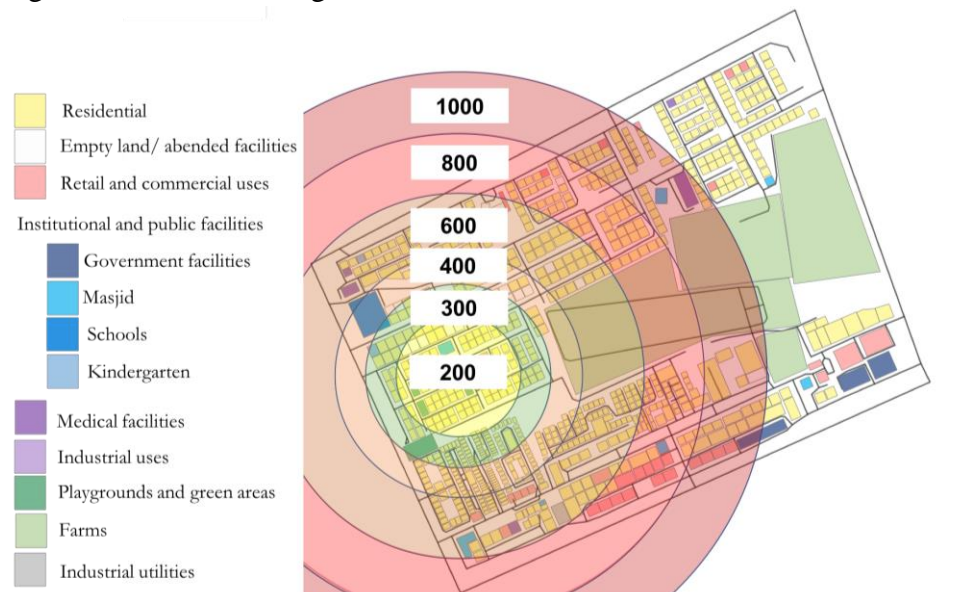 Residential
Empty land/ abended facilities
Retail and commercial uses
Institutional and public facilities
Government facilities
Masjid
Schools
Kindergarten
Medical facilities
Industrial uses
Playgrounds and green areas
Farms
Industrial utilities
1000
800
600
400
300
200